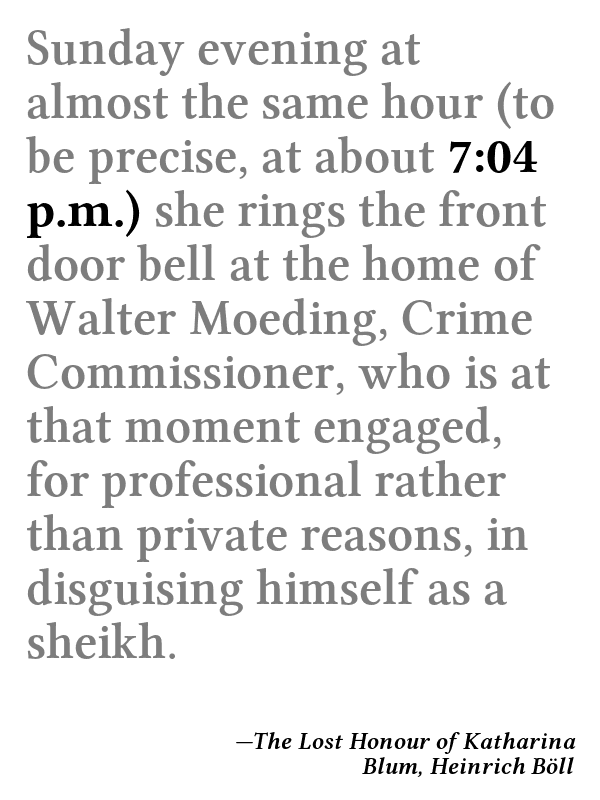 Sunday evening at
almost the same hour (to
be precise, at about 7:04
p.m.) she rings the front
door bell at the home of
Walter Moeding, Crime
Commissioner, who is at
that moment engaged,
for professional rather
than private reasons, in
disguising himself as a
sheikh.
—The Lost Honour of Katharina
Blum, Heinrich Böll